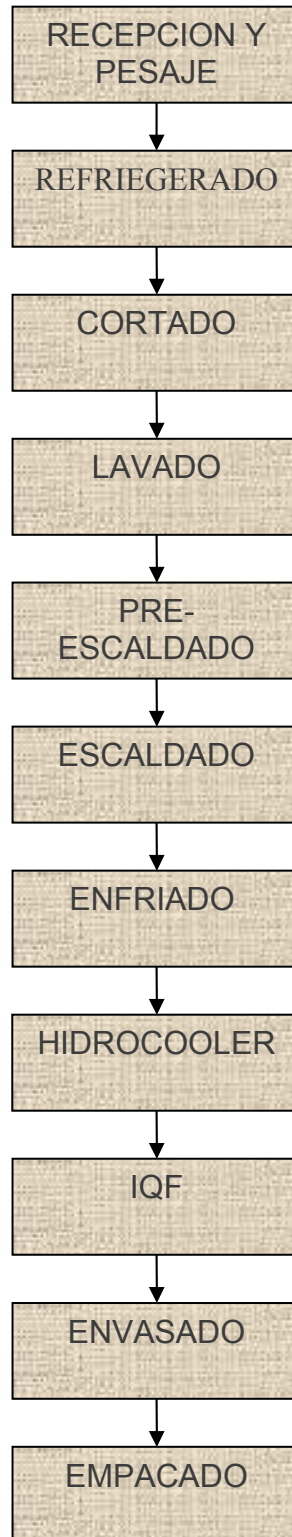 RECEPCION Y
PESAJE
REFRIEGERADO
CORTADO
LAVADO
PRE-
ESCALDADO
ESCALDADO
ENFRIADO
HIDROCOOLER
IQF
ENVASADO
EMPACADO